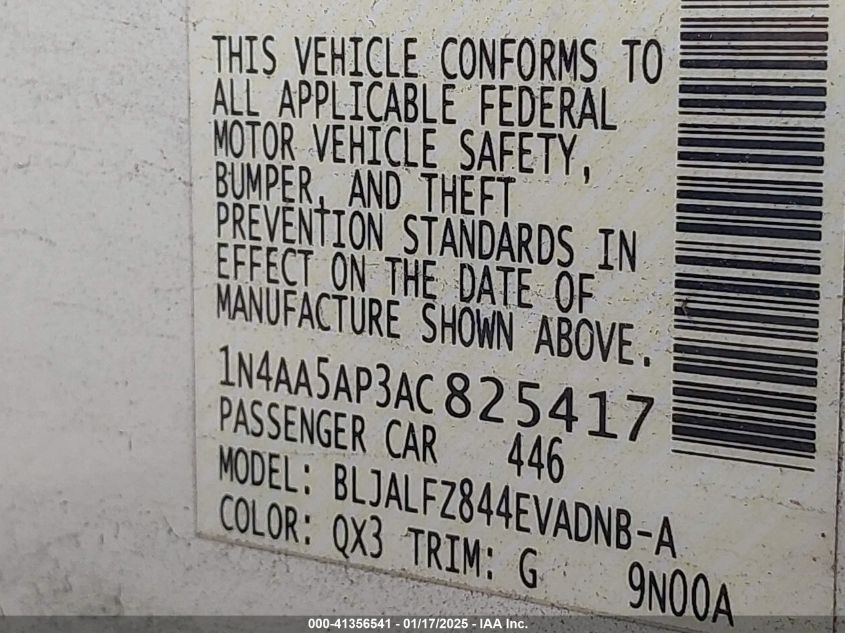 THIS VEHICLE CONFORMS TO
ALL APPLICABLE FEDERAL
MOTOR VEHICLE SAFETY,
BUMPER, AND THEFT
PREVENTION STANDARDS IN
EFFECT ON THE DATE OF
MANUFACTURE SHOWN ABOVE.
1N4AA5AP3AC825417
PASSENGER CAR 446
MODEL: BLJALFZ844EVADNB-A
COLOR: QX3 TRIM: G 9N00A
000-41356541 - 01/17/2025 - IAA Inc.